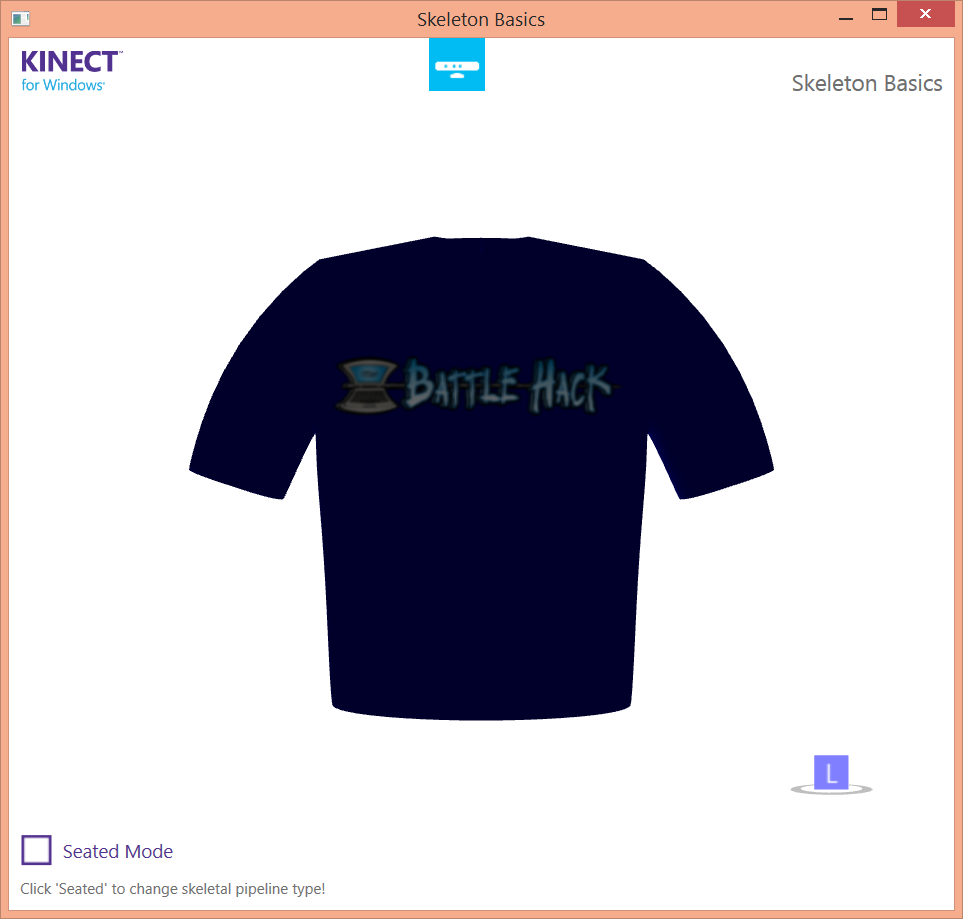 Skeleton Basics
KINECT™
for Windows®
Skeleton Basics
BATTLE HACK
L
Seated Mode
Click 'Seated' to change skeletal pipeline type!